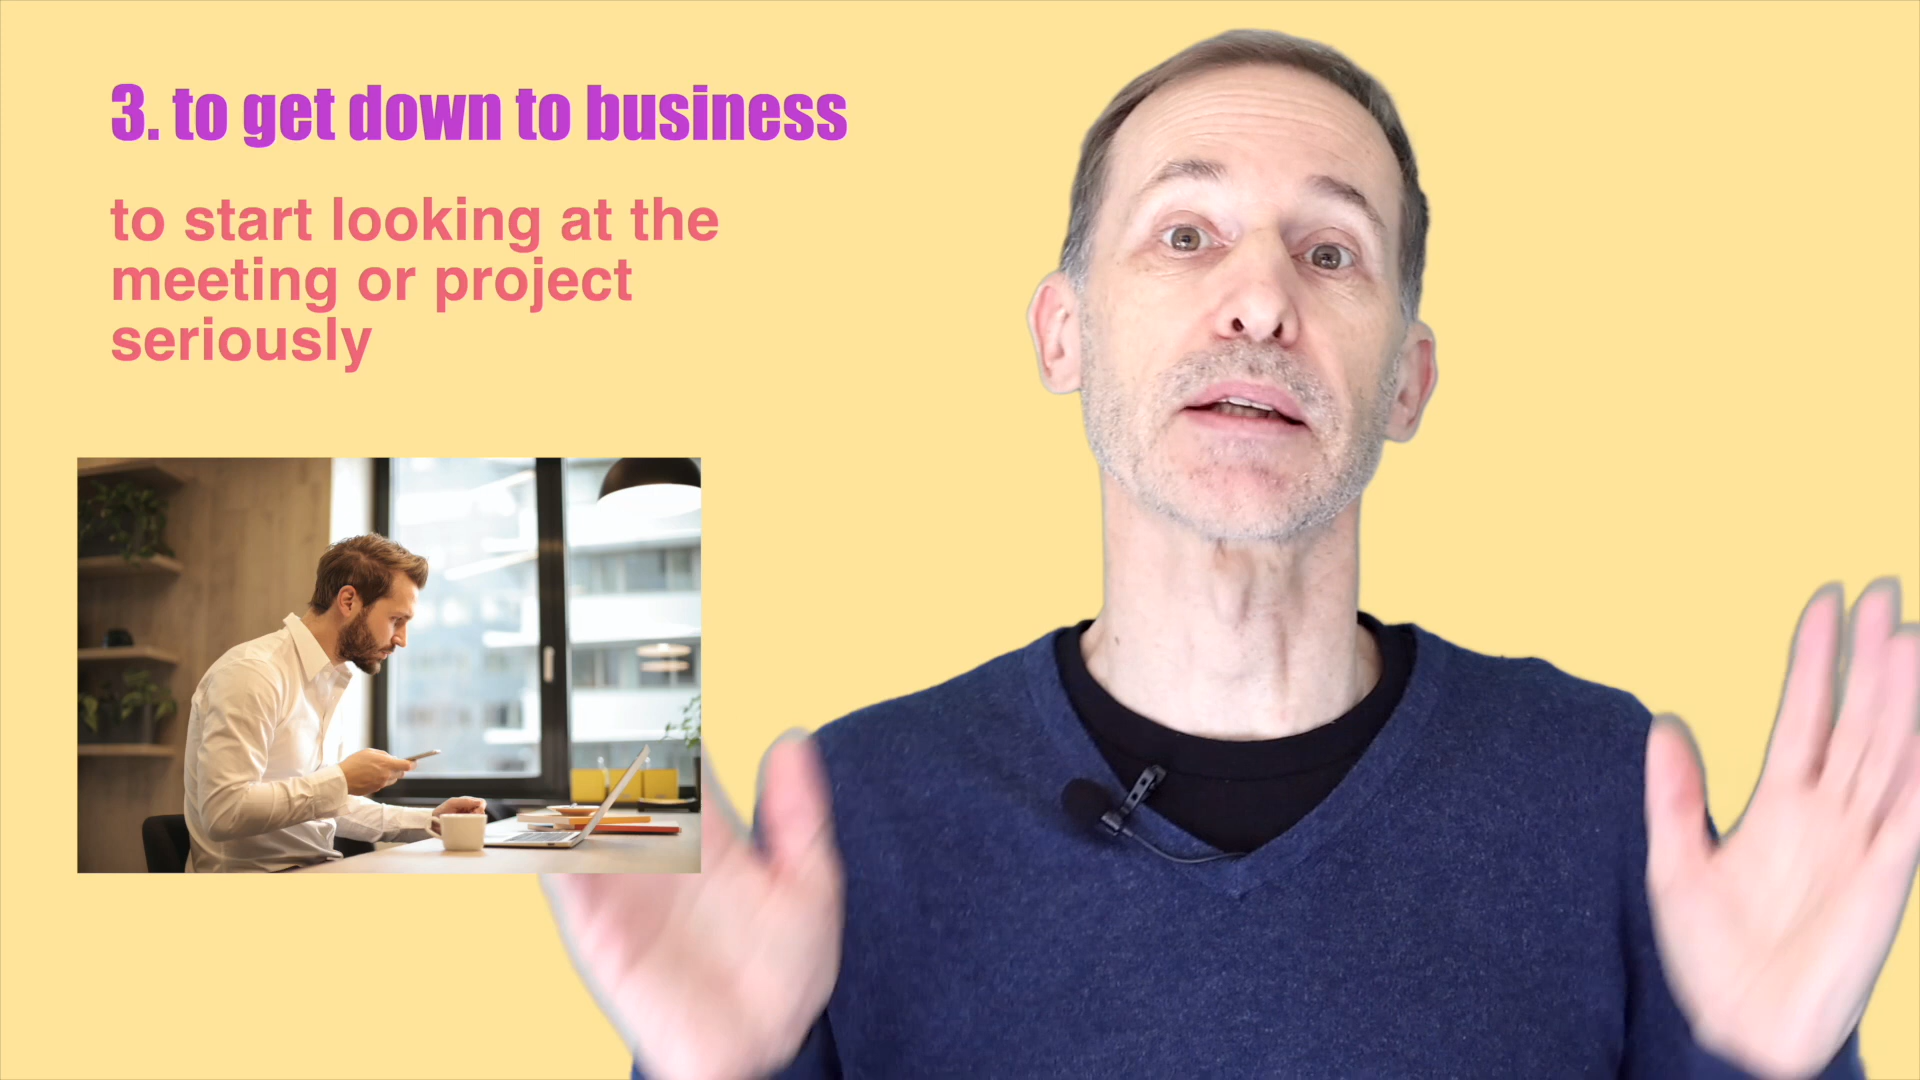 3. to get down to business
to start looking at the
meeting or project
seriously